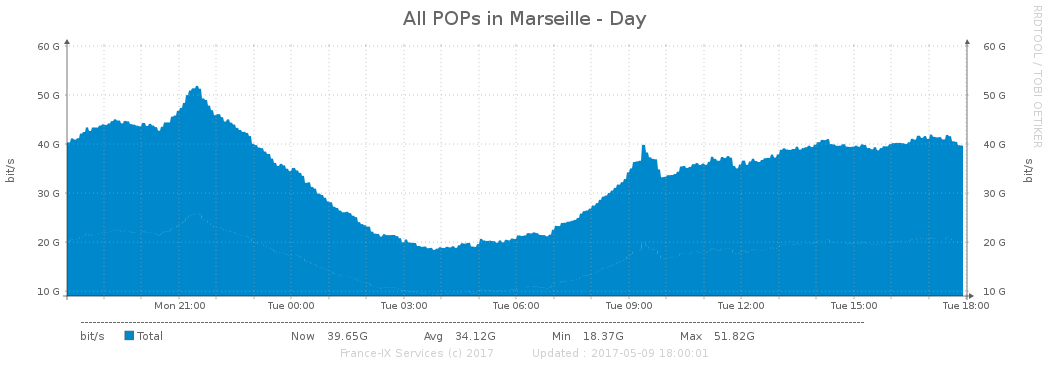 All POPs in Marseille - Day
RRDTOOL / TOBI OETIKER
60 G 60 G
50 G 50 G
40 G 40 G
30 G 30 G
20 G 20 G
10 G 10 G
bit/s
bit/s
Mon 21:00 Tue 00:00 Tue 03:00 Tue 06:00 Tue 09:00 Tue 12:00 Tue 15:00 Tue 18:00
bit/s Total Now 39.65G Avg 34.12G Min 18.37G Max 51.82G
France-IX Services (c) 2017 Updated : 2017-05-09 18:00:01